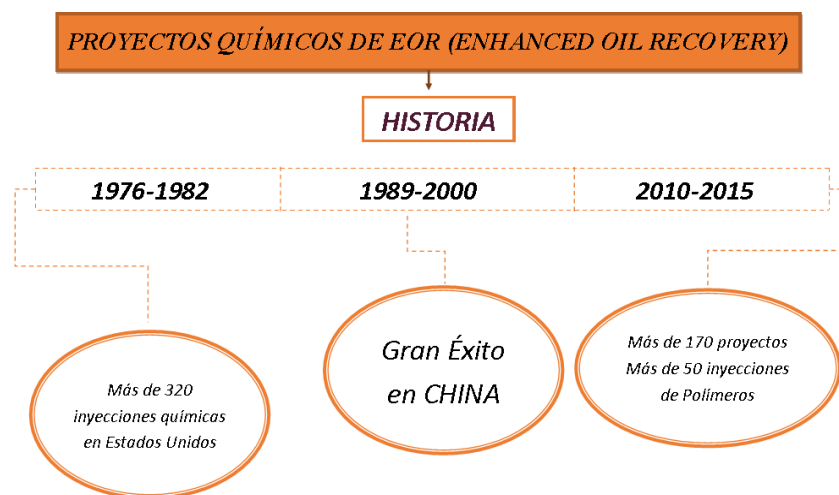 PROYECTOS QUÍMICOS DE EOR (ENHANCED OIL RECOVERY)
HISTORIA
1976-1982
1989-2000
2010-2015
Más de 320
inyecciones químicas
en Estados Unidos
Gran Éxito
en CHINA
Más de 170 proyectos
Más de 50 inyecciones
de Polímeros